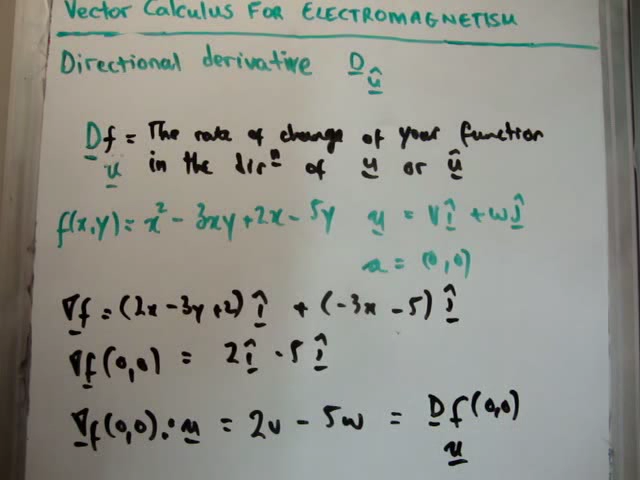 Vector Calculus For Electromagnetism
Directional derivative D_û
D_u f = The rate of change of your function
in the dirⁿ of u or û
f(x,y) = x² - 3xy + 2x - 5y u = vî + wĵ
a = (0,0)
∇f = (2x - 3y + 2) î + (-3x - 5) î
∇f(0,0) = 2î - 5î
∇f(0,0) · u = 2v - 5w = D_u f(0,0)